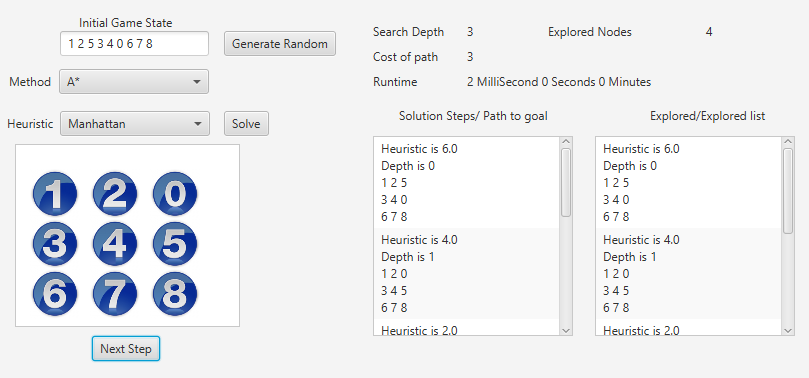 Initial Game State
1 2 5 3 4 0 6 7 8
Generate Random
Method
A*
Heuristic
Manhattan
Solve
1 2 0
3 4 5
6 7 8
Next Step
Search Depth 3 Explored Nodes 4
Cost of path 3
Runtime 2 MilliSecond 0 Seconds 0 Minutes
Solution Steps/ Path to goal
Heuristic is 6.0
Depth is 0
1 2 5
3 4 0
6 7 8
Heuristic is 4.0
Depth is 1
1 2 0
3 4 5
6 7 8
Heuristic is 2.0
Explored/Explored list
Heuristic is 6.0
Depth is 0
1 2 5
3 4 0
6 7 8
Heuristic is 4.0
Depth is 1
1 2 0
3 4 5
6 7 8
Heuristic is 2.0